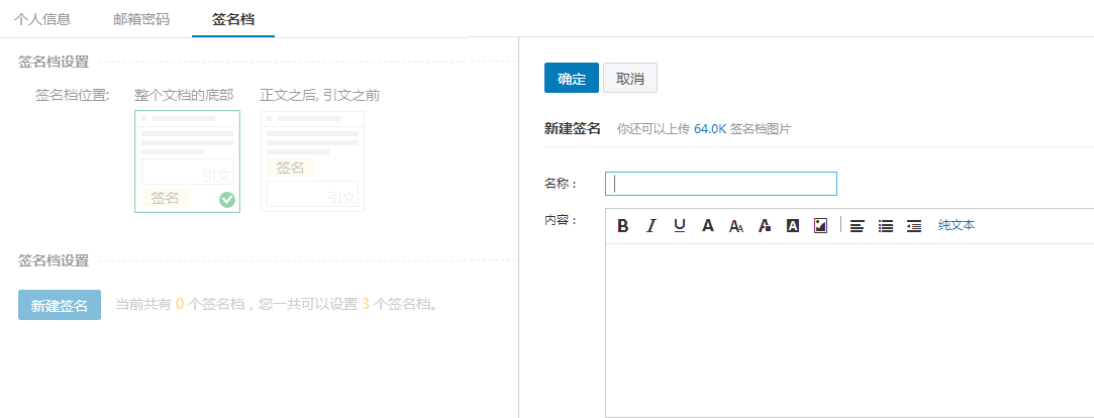 个人信息 邮箱密码 签名档
签名档设置
签名档位置: 整个文档的底部 正文之后, 引文之前
引文
签名
签名
引文
签名档设置
新建签名 当前共有 0 个签名档，您一共可以设置 3 个签名档。
确定 取消
新建签名 你还可以上传 64.0K 签名档图片
名称：
内容：
B I U A AA A A 纯文本